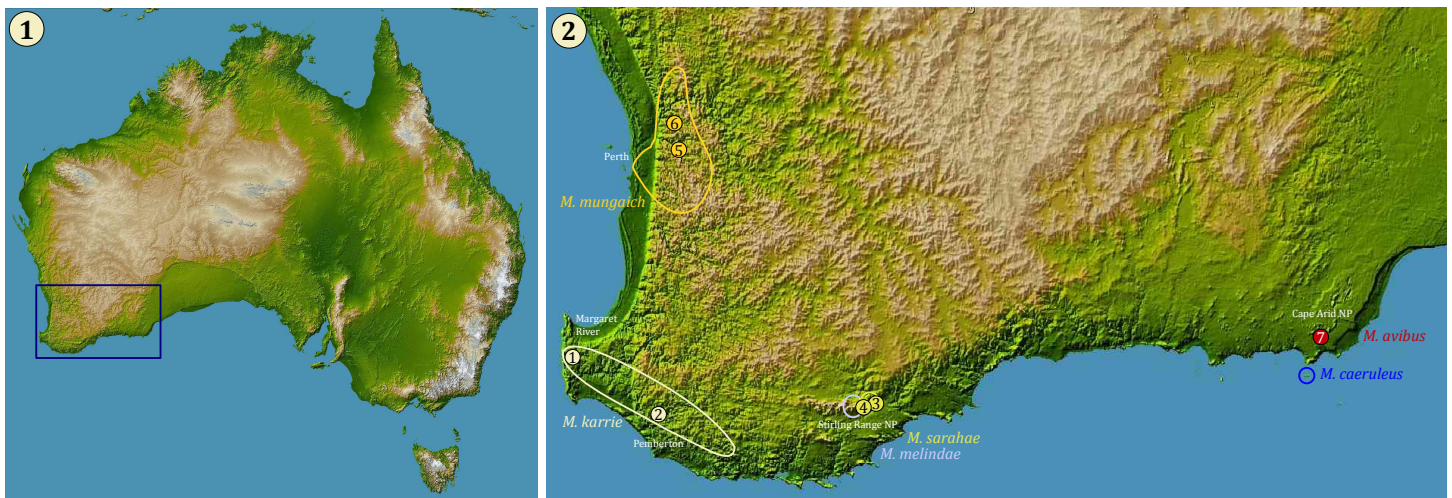 1
2
6
5
Perth
M. mungaich
Margaret
River
1
2
M. karrie
Pemberton
4
3
Stirling Range NP
M. sarahae
M. melindae
Cape Arid NP
7
M. avibus
M. caeruleus